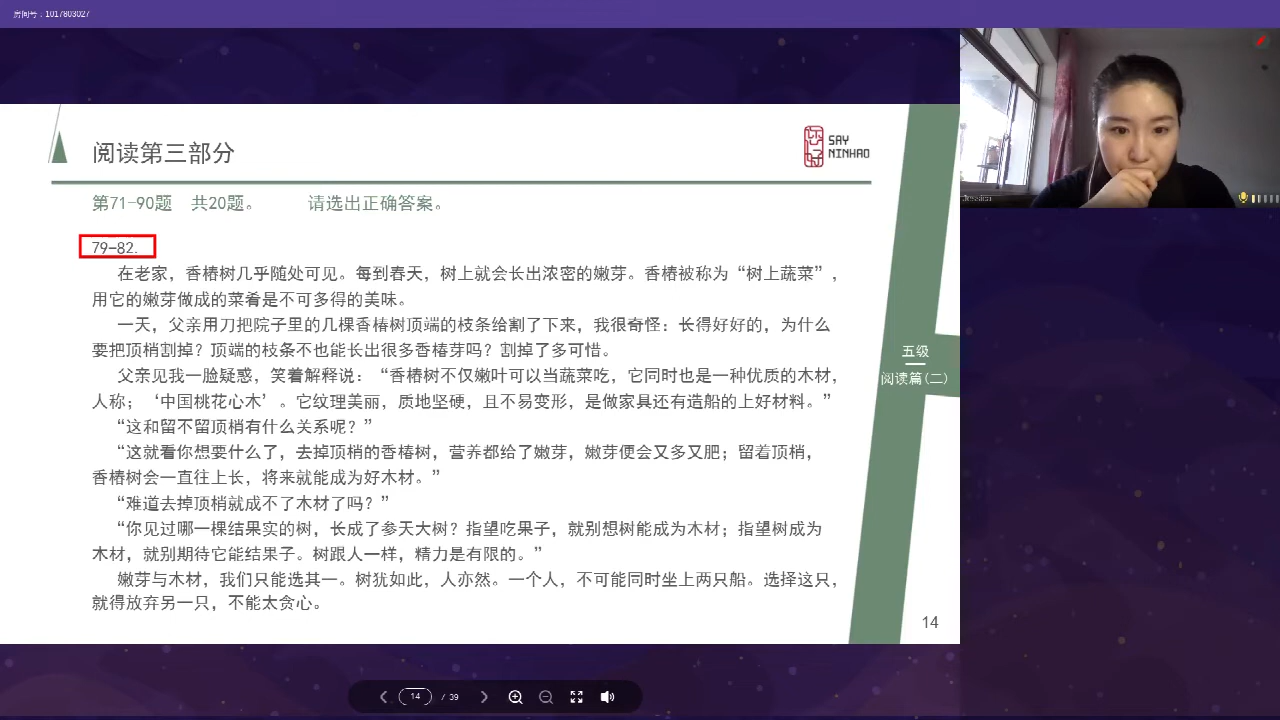 房间号：1017803027
阅读第三部分
SAY
NINHAO
第71-90题 共20题。 请选出正确答案。
79-82.
在老家，香椿树几乎随处可见。每到春天，树上就会长出浓密的嫩芽。香椿被称为“树上蔬菜”，
用它的嫩芽做成的菜肴是不可多得的美味。
一天，父亲用刀把院子里的几棵香椿树顶端的枝条给割了下来，我很奇怪：长得好好的，为什么
要把顶梢割掉？顶端的枝条不也能长出很多香椿芽吗？割掉了多可惜。
父亲见我一脸疑惑，笑着解释说：“香椿树不仅嫩叶可以当蔬菜吃，它同时也是一种优质的木材，
人称；‘中国桃花心木’。它纹理美丽，质地坚硬，且不易变形，是做家具还有造船的上好材料。”
“这和留不留顶梢有什么关系呢？”
“这就看你想要什么了，去掉顶梢的香椿树，营养都给了嫩芽，嫩芽便会又多又肥；留着顶梢，
香椿树会一直往上长，将来就能成为好木材。”
“难道去掉顶梢就成不了木材了吗？”
“你见过哪一棵结果实的树，长成了参天大树？指望吃果子，就别想树能成为木材；指望树成为
木材，就别期待它能结果子。树跟人一样，精力是有限的。”
嫩芽与木材，我们只能选其一。树犹如此，人亦然。一个人，不可能同时坐上两只船。选择这只，
就得放弃另一只，不能太贪心。
五级
阅读篇(二)
14
Jessica
14 / 39